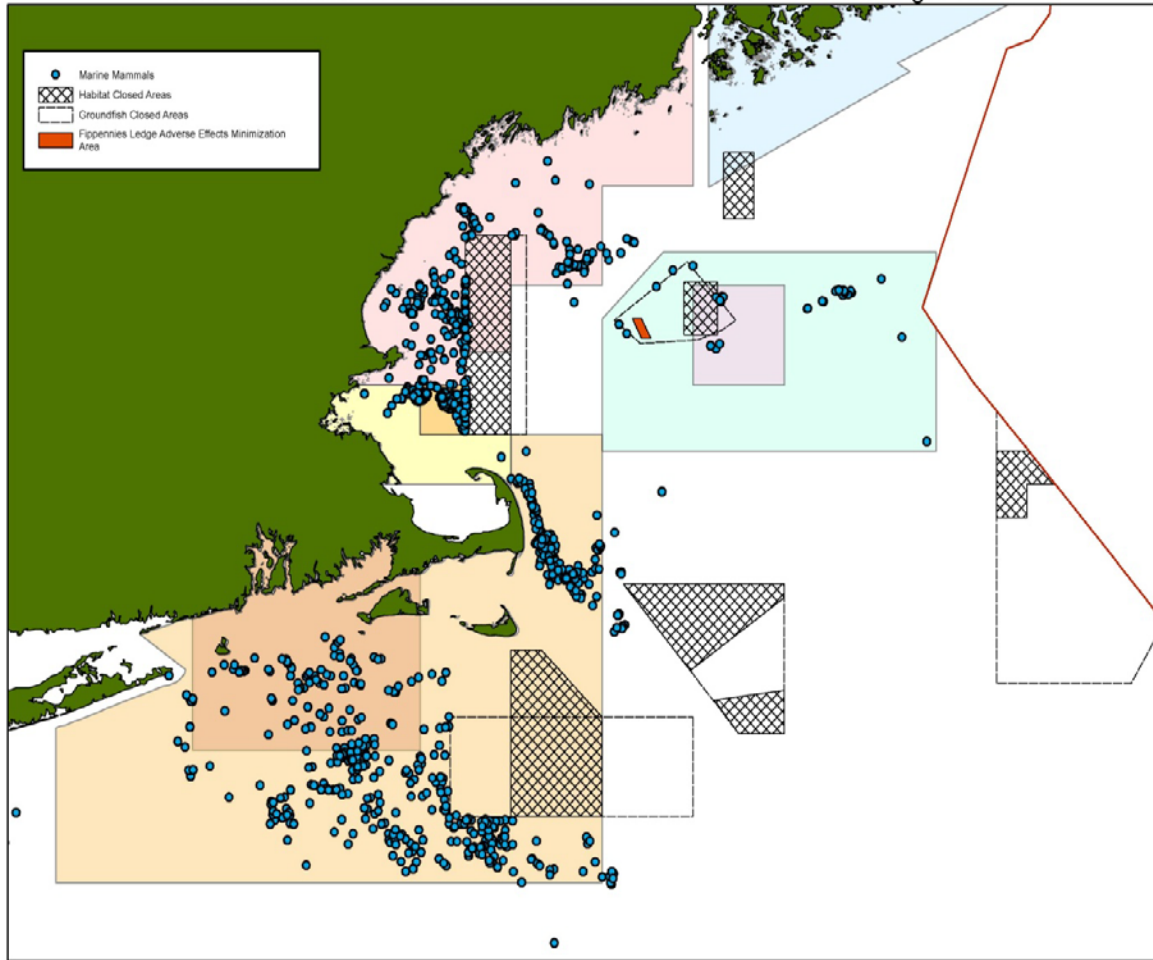 Marine Mammals
Habitat Closed Areas
Groundfish Closed Areas
Fippennies Ledge Adverse Effects Minimization
Area